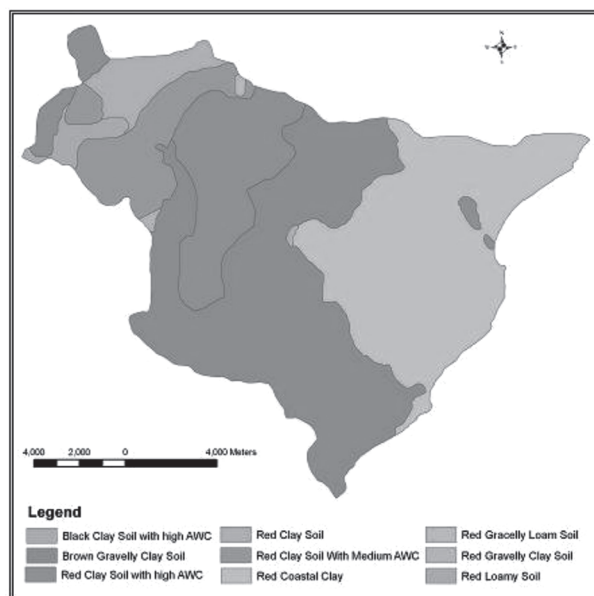 N
W E
S
4,000 2,000 0 4,000 Meters
Legend
Black Clay Soil with high AWC
Brown Gravelly Clay Soil
Red Clay Soil with high AWC
Red Clay Soil
Red Clay Soil With Medium AWC
Red Coastal Clay
Red Gracelly Loam Soil
Red Gravelly Clay Soil
Red Loamy Soil